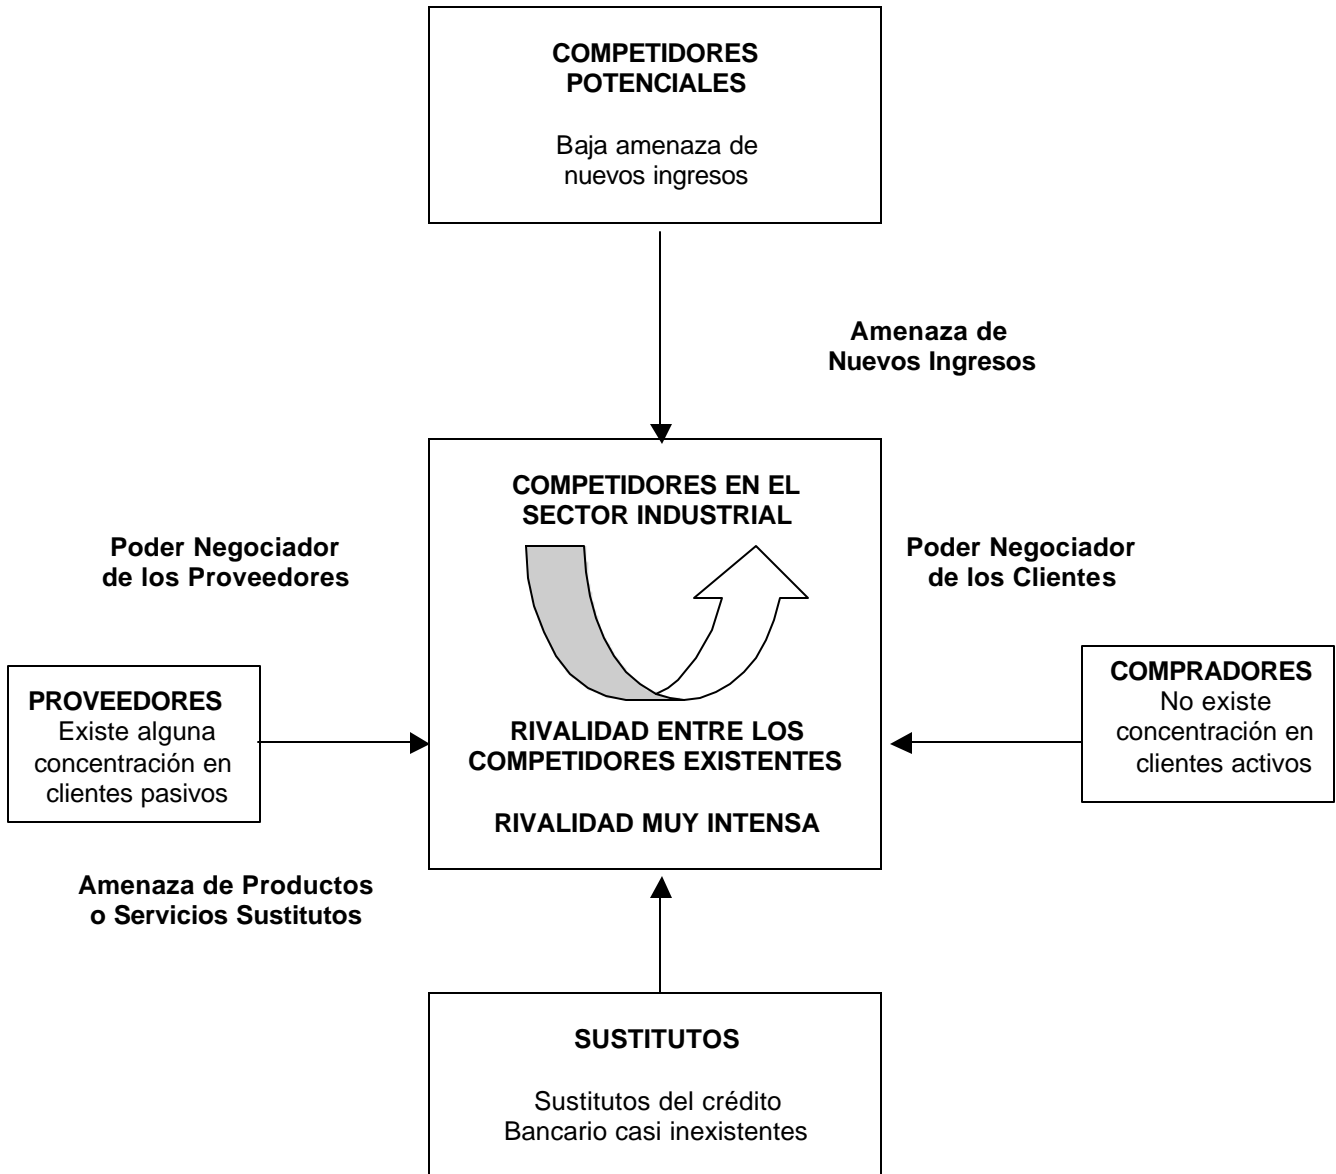 COMPETIDORES
POTENCIALES
Baja amenaza de
nuevos ingresos
Amenaza de
Nuevos Ingresos
COMPETIDORES EN EL
SECTOR INDUSTRIAL
Poder Negociador
de los Proveedores
Poder Negociador
de los Clientes
PROVEEDORES
Existe alguna
concentración en
clientes pasivos
RIVALIDAD ENTRE LOS
COMPETIDORES EXISTENTES
RIVALIDAD MUY INTENSA
COMPRADORES
No existe
concentración en
clientes activos
Amenaza de Productos
o Servicios Sustitutos
SUSTITUTOS
Sustitutos del crédito
Bancario casi inexistentes